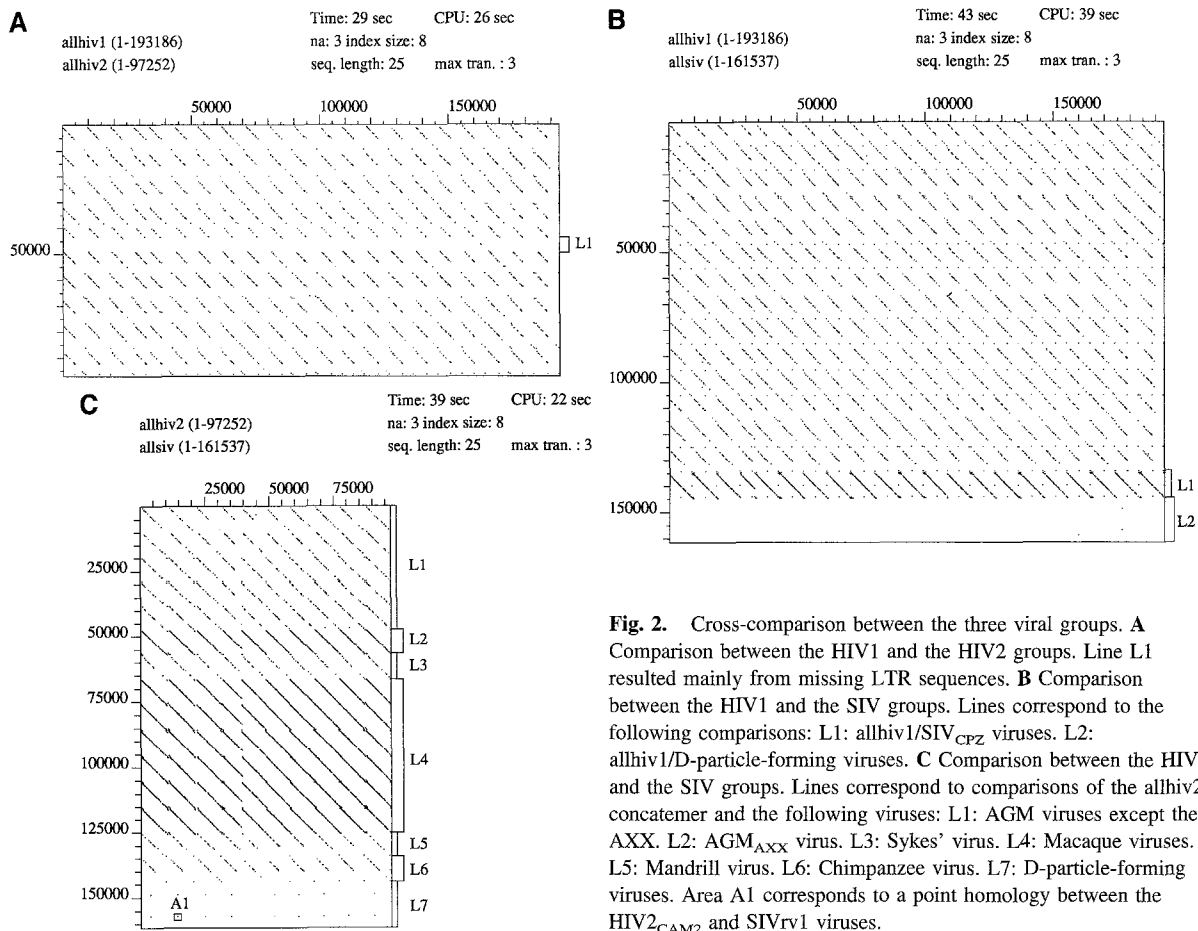 A
Time: 29 sec CPU: 26 sec
allhiv1 (1-193186) na: 3 index size: 8
allhiv2 (1-97252) seq. length: 25 max tran. : 3
50000 100000 150000
50000
L1
B
Time: 43 sec CPU: 39 sec
allhiv1 (1-193186) na: 3 index size: 8
allsiv (1-161537) seq. length: 25 max tran. : 3
50000 100000 150000
50000
100000
150000
L1
L2
C
Time: 39 sec CPU: 22 sec
allhiv2 (1-97252) na: 3 index size: 8
allsiv (1-161537) seq. length: 25 max tran. : 3
25000 50000 75000
25000
50000
75000
100000
125000
150000
L1
L2
L3
L4
L5
L6
L7
A1
Fig. 2. Cross-comparison between the three viral groups. A
Comparison between the HIV1 and the HIV2 groups. Line L1
resulted mainly from missing LTR sequences. B Comparison
between the HIV1 and the SIV groups. Lines correspond to the
following comparisons: L1: allhiv1/SIV_CPZ viruses. L2:
allhiv1/D-particle-forming viruses. C Comparison between the HIV
and the SIV groups. Lines correspond to comparisons of the allhiv2
concatemer and the following viruses: L1: AGM viruses except the
AXX. L2: AGM_AXX virus. L3: Sykes' virus. L4: Macaque viruses.
L5: Mandrill virus. L6: Chimpanzee virus. L7: D-particle-forming
viruses. Area A1 corresponds to a point homology between the
HIV2_CAM2 and SIVrv1 viruses.